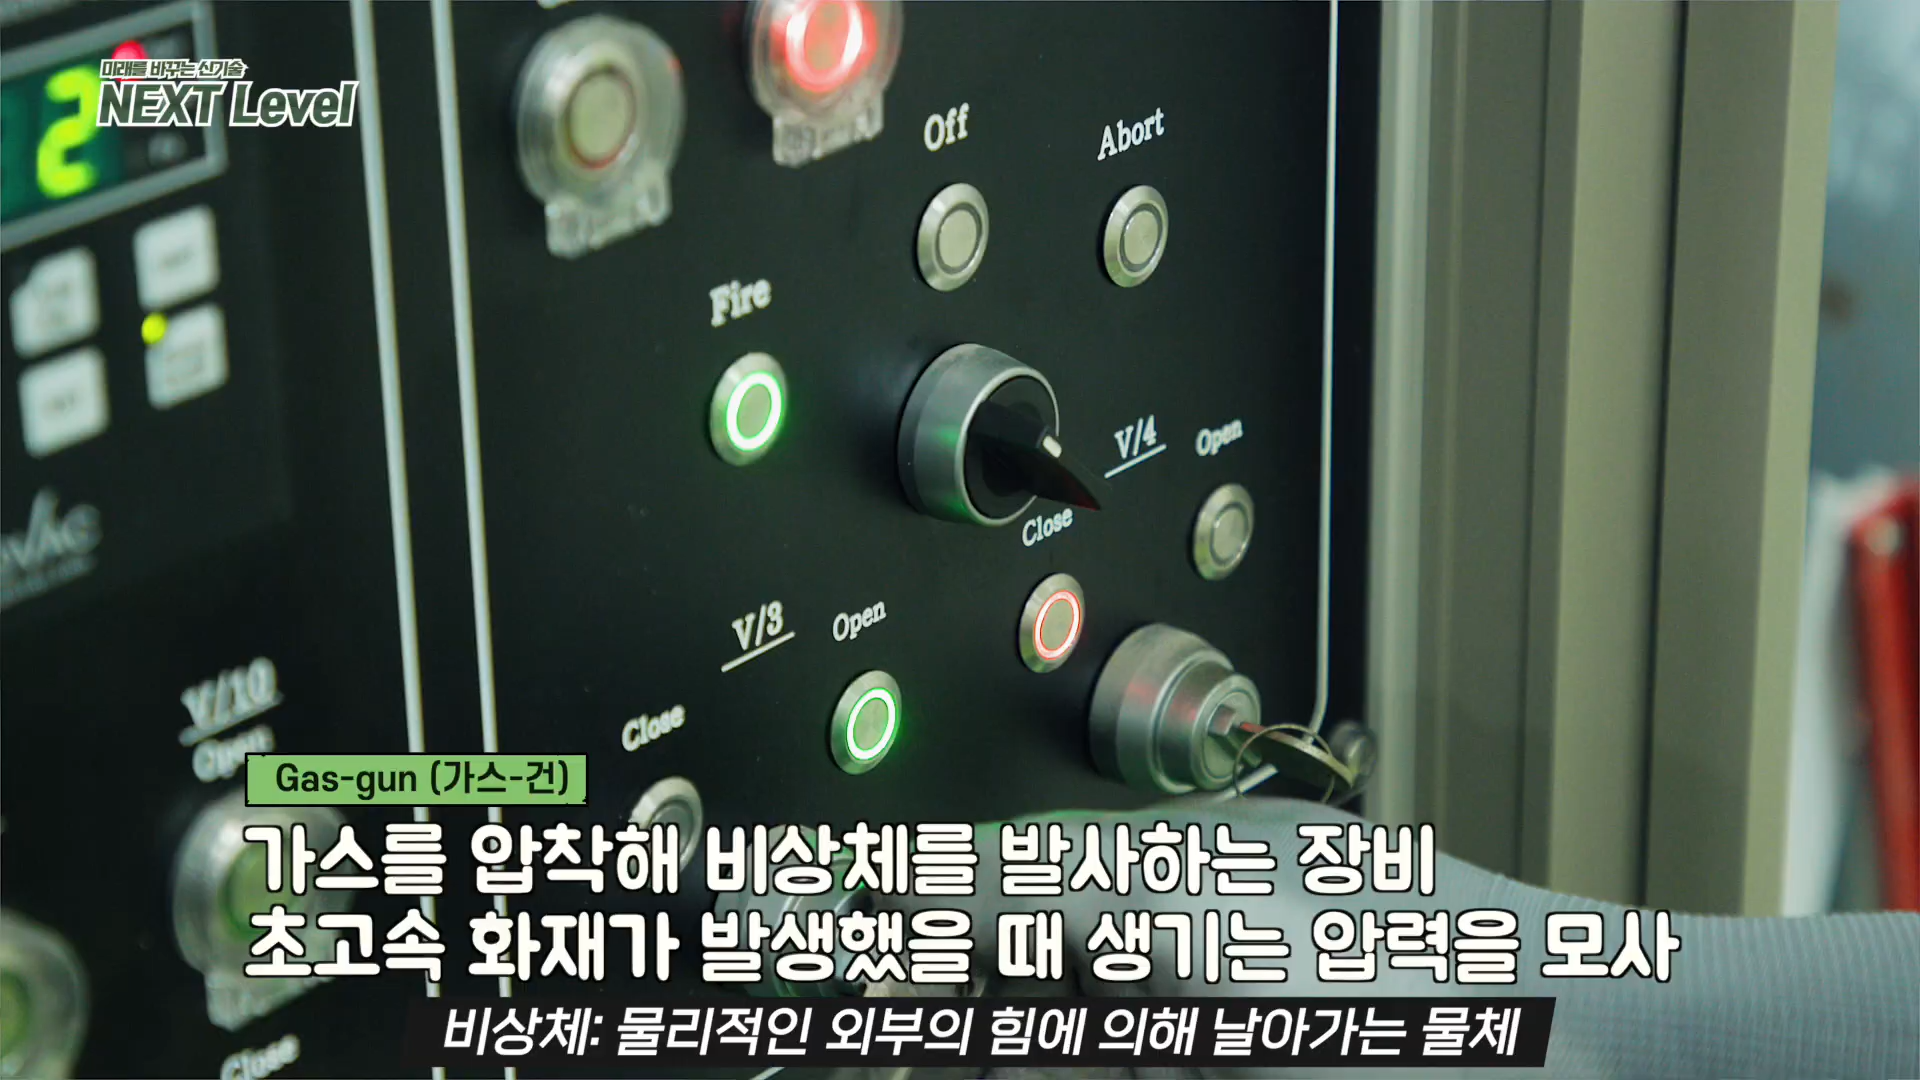 미래를 바꾸는 신기술
NEXT Level
2
Off
Abort
Fire
V/4
Open
Close
V/3
Open
Close
V/10
Open
Close
Gas-gun (가스-건)
가스를 압착해 비상체를 발사하는 장비
초고속 화재가 발생했을 때 생기는 압력을 모사
비상체: 물리적인 외부의 힘에 의해 날아가는 물체